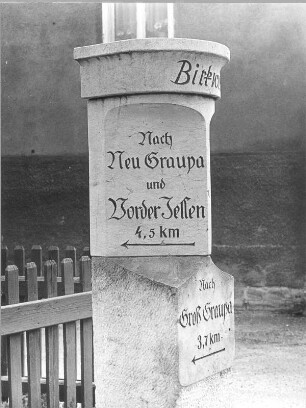 Nach
Neu Graupa
und
Vorder Jessen
4,5 km
Nach
Groß Graupa
3,7 km